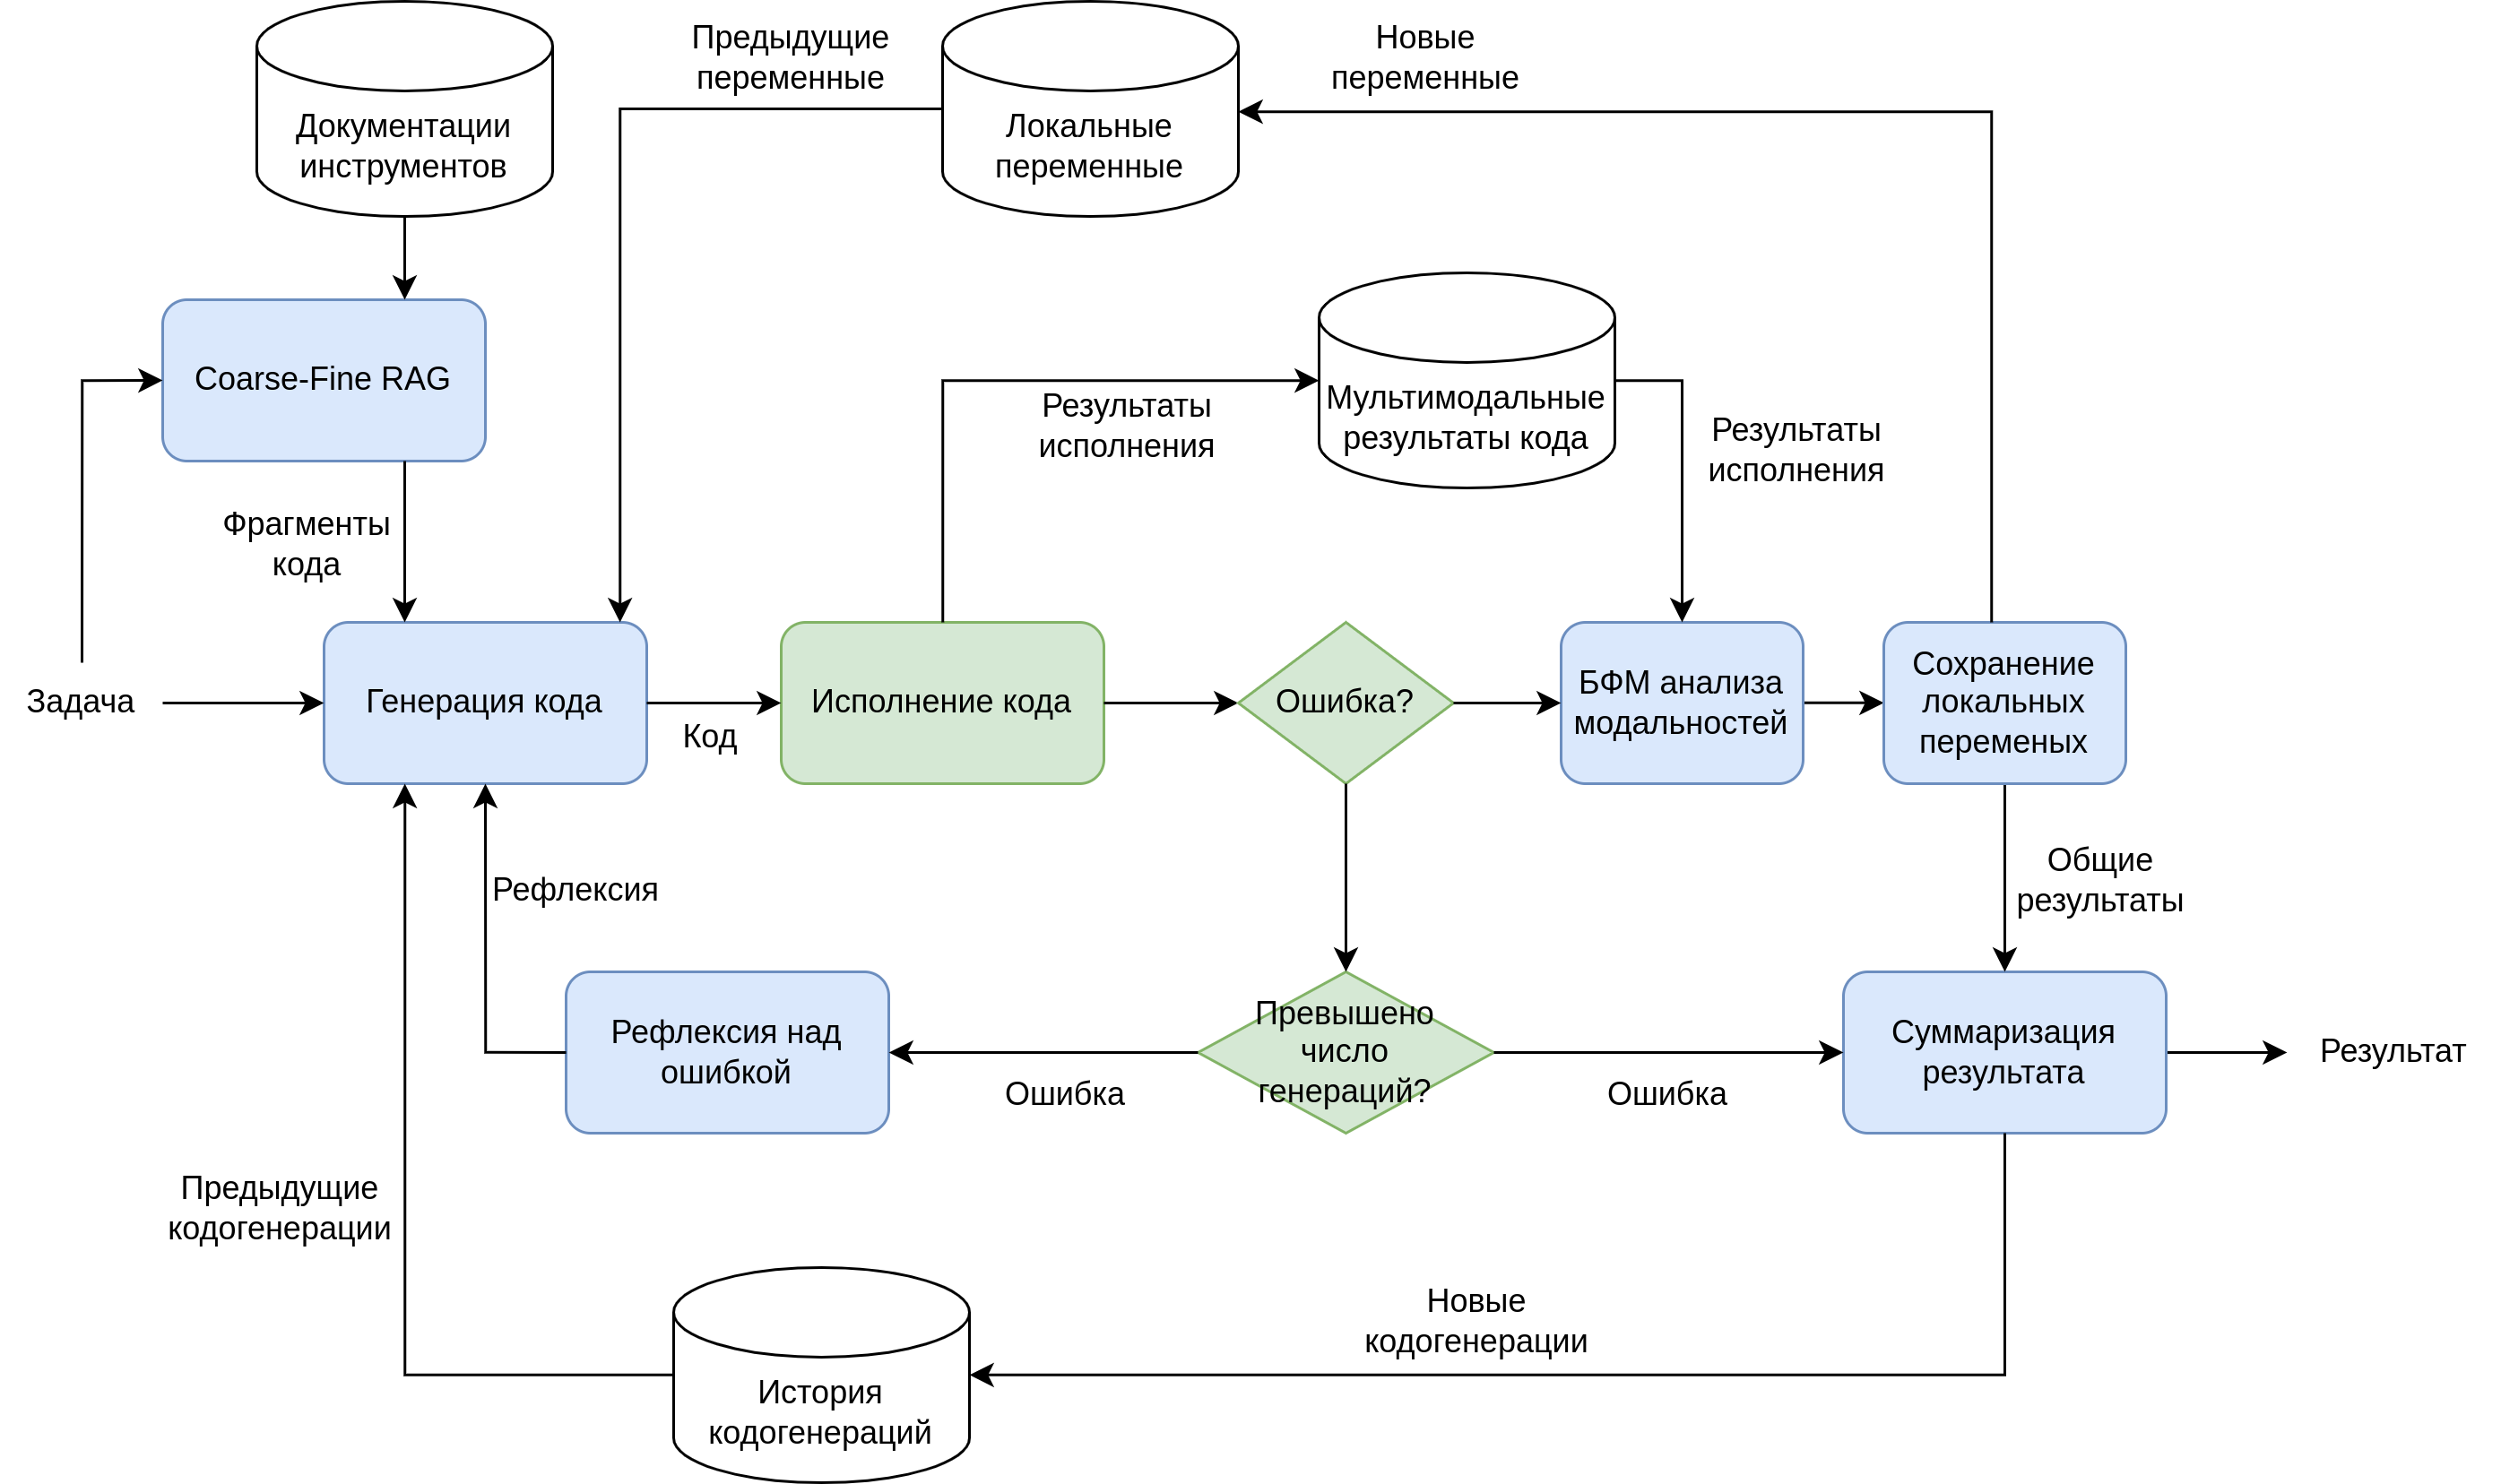 Предыдущие
переменные
Новые
переменные
Документации
инструментов
Локальные
переменные
Coarse-Fine RAG
Результаты
исполнения
Мультимодальные
результаты кода
Результаты
исполнения
Фрагменты
кода
Задача
Генерация кода
Код
Исполнение кода
Ошибка?
БФМ анализа
модальностей
Сохранение
локальных
переменых
Рефлексия
Общие
результаты
Рефлексия над
ошибкой
Ошибка
Превышено
число
генераций?
Ошибка
Суммаризация
результата
Результат
Предыдущие
кодогенерации
Новые
кодогенерации
История
кодогенераций